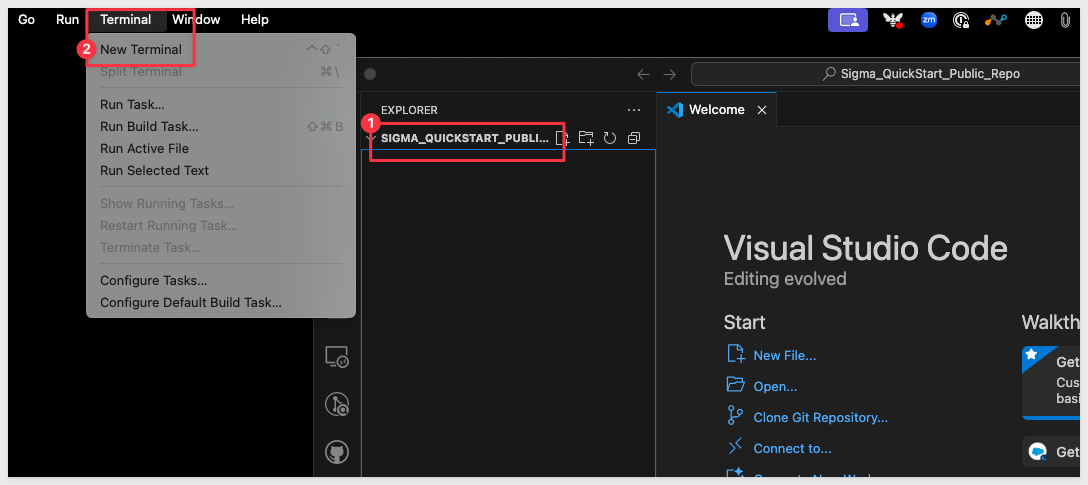 Go Run Terminal Window Help
zm
2
New Terminal ^⇧`
Split Terminal ⌘\
Run Task...
Run Build Task... ⇧⌘B
Run Active File
Run Selected Text
Show Running Tasks...
Restart Running Task...
Terminate Task...
Configure Tasks...
Configure Default Build Task...
Sigma_QuickStart_Public_Repo
EXPLORER
1
SIGMA_QUICKSTART_PUBLI...
Welcome
Visual Studio Code
Editing evolved
Start
New File...
Open...
Clone Git Repository...
Connect to...
Walkth
Get
Cus
basi
Get